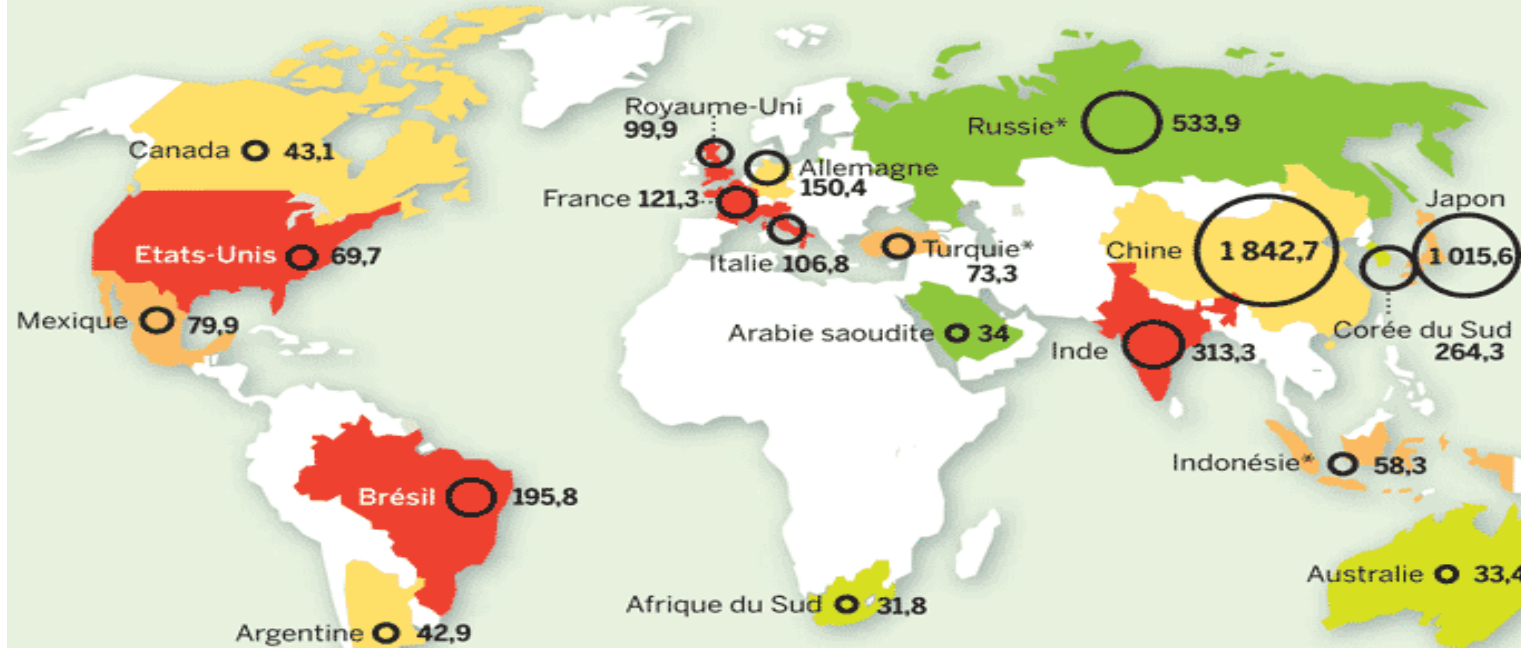 Royaume-Uni
99,9
Canada 43,1
Allemagne
150,4
France 121,3
Russie* 533,9
Etats-Unis 69,7
Italie 106,8
Turquie*
73,3
Chine 1 842,7
Japon
1 015,6
Mexique 79,9
Arabie saoudite 34
Inde 313,3
Corée du Sud
264,3
Brésil 195,8
Indonésie* 58,3
Argentine 42,9
Afrique du Sud 31,8
Australie 33,4